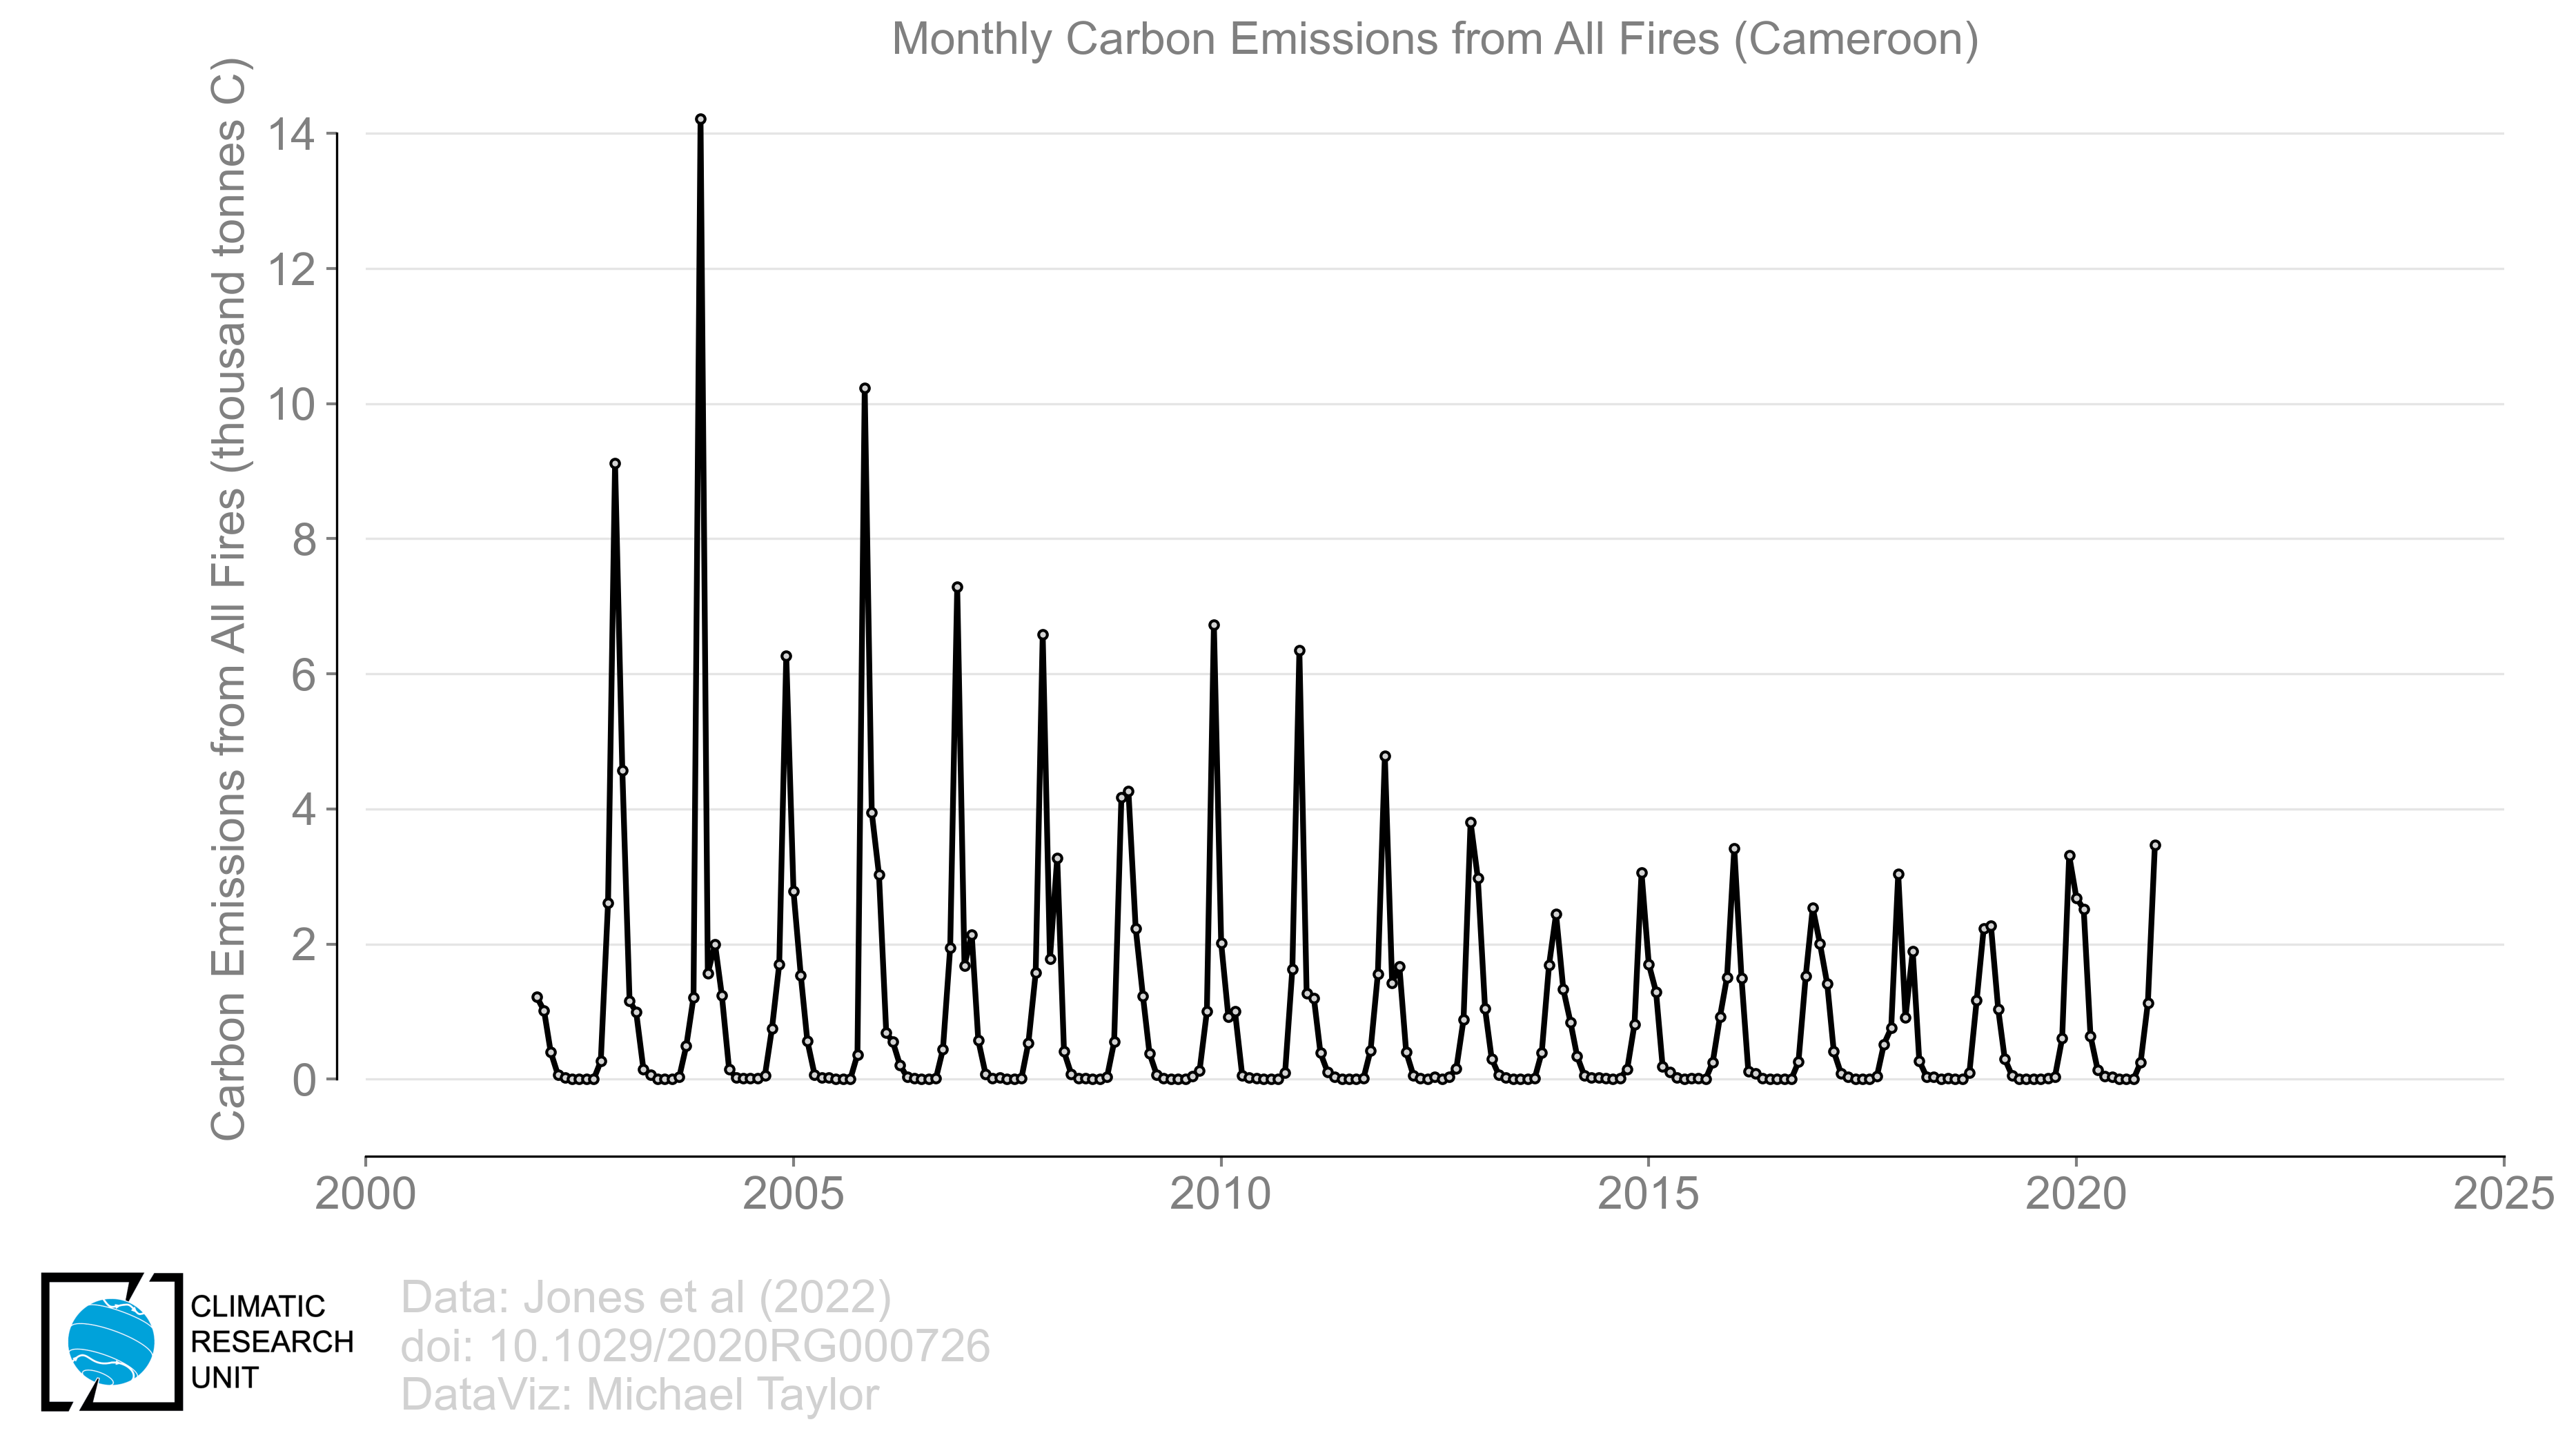 Monthly Carbon Emissions from All Fires (Cameroon)
Carbon Emissions from All Fires (thousand tonnes C)
14
12
10
8
6
4
2
0
2000
2005
2010
2015
2020
2025
CLIMATIC
RESEARCH
UNIT
Data: Jones et al (2022)
doi: 10.1029/2020RG000726
DataViz: Michael Taylor